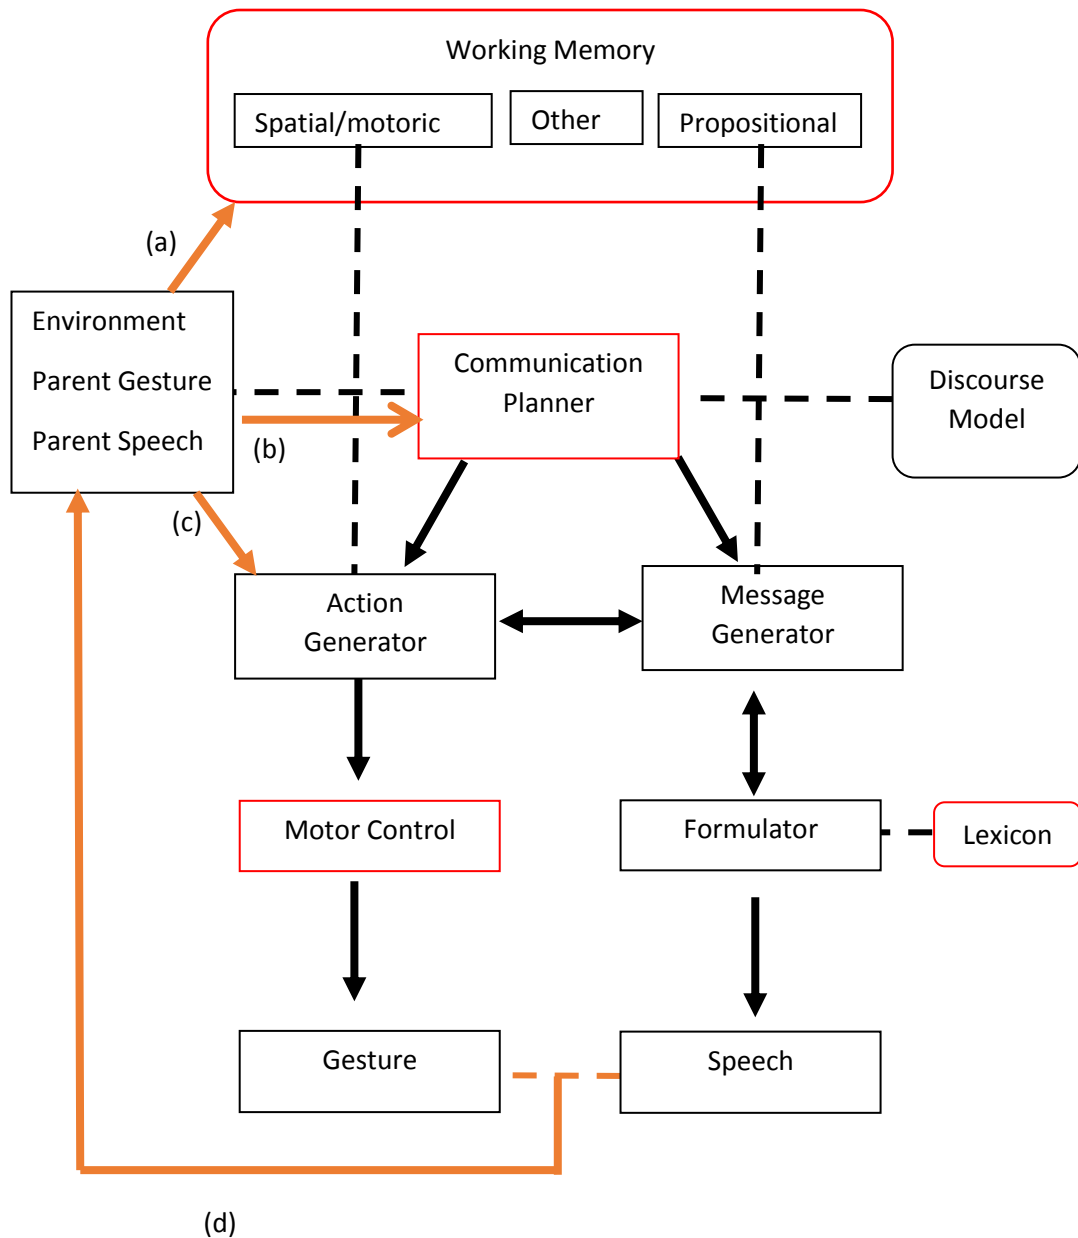 Working Memory
Spatial/motoric
Other
Propositional
(a)
Environment
Parent Gesture
Parent Speech
(b)
Communication
Planner
Discourse
Model
(c)
Action
Generator
Message
Generator
Motor Control
Formulator
Lexicon
Gesture
Speech
(d)